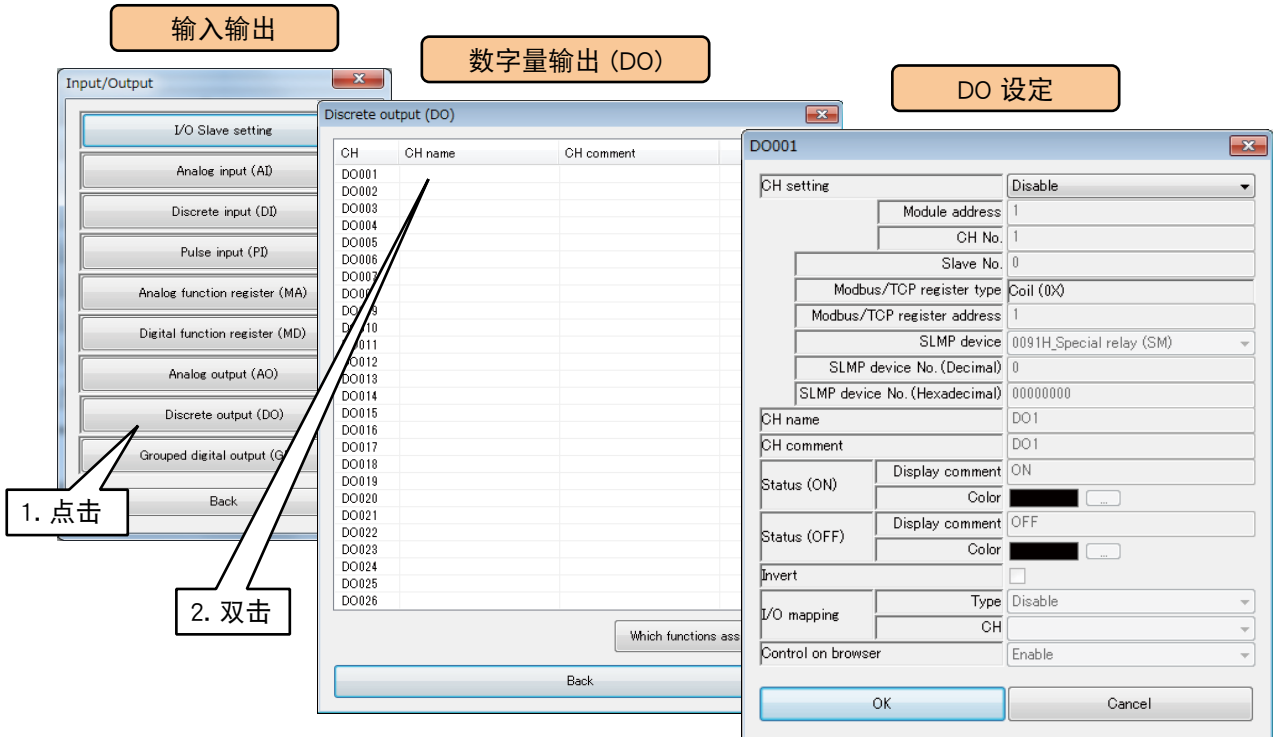 输入输出
数字量输出 (DO)
DO 设定
Input/Output
I/O Slave setting
Analog input (AI)
Discrete input (DI)
Pulse input (PI)
Analog function register (MA)
Digital function register (MD)
Analog output (AO)
Discrete output (DO)
Grouped digital output
Back
1. 点击
Discrete output (DO)
CH CH name CH comment
DO001
DO002
DO003
DO004
DO005
DO006
DO012
DO013
DO014
DO015
DO016
DO017
DO018
DO019
DO020
DO021
DO022
DO023
DO024
DO025
DO026
Which functions ass
Back
2. 双击
DO001
CH setting Disable
Module address 1
CH No. 1
Slave No. 0
Modbus/TCP register type Coil (0X)
Modbus/TCP register address 1
SLMP device 0091H_Special relay (SM)
SLMP device No. (Decimal) 0
SLMP device No. (Hexadecimal) 00000000
CH name DO1
CH comment DO1
Status (ON) Display comment ON
Color ...
Status (OFF) Display comment OFF
Color ...
Invert
I/O mapping Type Disable
CH
Control on browser Enable
OK Cancel